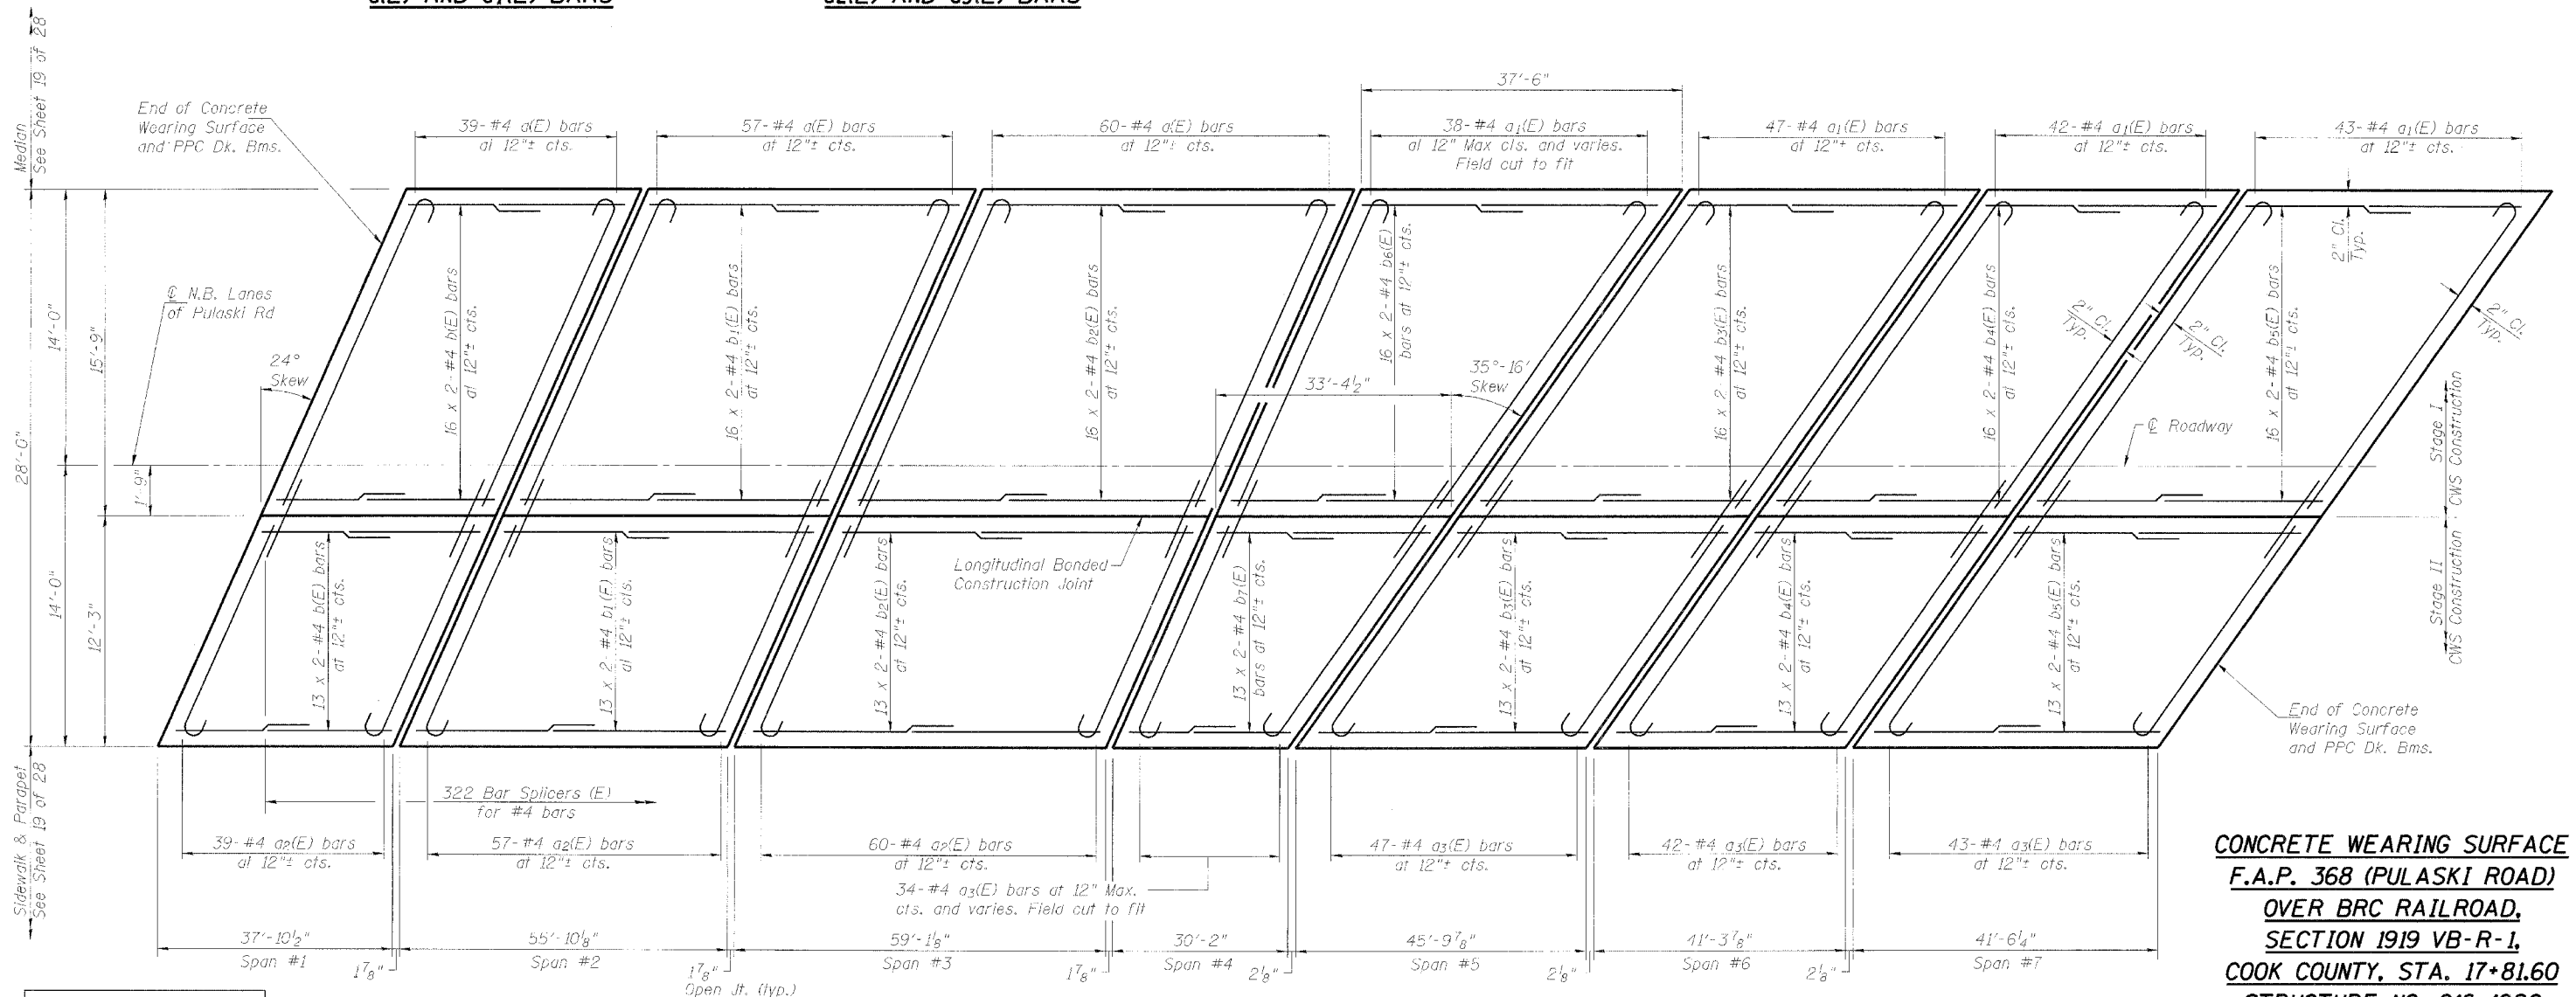 a(E) AND a1(E) BARS
a2(E) AND a3(E) BARS
Median
See Sheet 19 of 28
End of Concrete
Wearing Surface
and PPC Dk. Bms.
39-#4 a(E) bars
at 12"± cts.
57-#4 a(E) bars
at 12"± cts.
60-#4 a(E) bars
at 12"± cts.
37'-6"
38-#4 a1(E) bars
at 12" Max cts. and varies.
Field cut to fit
47-#4 a1(E) bars
at 12"± cts.
42-#4 a1(E) bars
at 12"± cts.
43-#4 a1(E) bars
at 12"± cts.
℄ N.B. Lanes
of Pulaski Rd
24°
Skew
28'-0"
14'-0"
15'-9"
1'-9"
14'-0"
12'-3"
16 x 2-#4 b(E) bars
at 12"± cts.
16 x 2-#4 b1(E) bars
at 12"± cts.
16 x 2-#4 b2(E) bars
at 12"± cts.
16 x 2-#4 b6(E)
bars at 12"± cts.
33'-4½"
35°-16'
Skew
16 x 2-#4 b3(E) bars
at 12"± cts.
16 x 2-#4 b4(E) bars
at 12"± cts.
2" Cl.
Typ.
2" Cl.
Typ.
16 x 2-#4 b5(E) bars
at 12"± cts.
2" Cl.
Typ.
2" Cl.
Typ.
℄ Roadway
Stage I
CWS Construction
Stage II
CWS Construction
13 x 2-#4 b(E) bars
at 12"± cts.
13 x 2-#4 b1(E) bars
at 12"± cts.
13 x 2-#4 b2(E) bars
at 12"± cts.
Longitudinal Bonded
Construction Joint
13 x 2-#4 b7(E)
bars at 12"± cts.
13 x 2-#4 b3(E) bars
at 12"± cts.
13 x 2-#4 b4(E) bars
at 12"± cts.
13 x 2-#4 b5(E) bars
at 12"± cts.
End of Concrete
Wearing Surface
and PPC Dk. Bms.
Sidewalk & Parapet
See Sheet 19 of 28
322 Bar Splicers (E)
for #4 bars
39-#4 a2(E) bars
at 12"± cts.
57-#4 a2(E) bars
at 12"± cts.
60-#4 a2(E) bars
at 12"± cts.
34-#4 a3(E) bars at 12" Max.
cts. and varies. Field cut to fit
47-#4 a3(E) bars
at 12"± cts.
42-#4 a3(E) bars
at 12"± cts.
43-#4 a3(E) bars
at 12"± cts.
37'-10½"
Span #1
1⅞"
55'-10⅛"
Span #2
1⅞"
Open Jt. (typ.)
59'-1⅛"
Span #3
1⅞"
30'-2"
Span #4
2⅛"
45'-9⅞"
Span #5
2⅛"
41'-3⅞"
Span #6
2⅛"
41'-6¼"
Span #7
CONCRETE WEARING SURFACE
F.A.P. 368 (PULASKI ROAD)
OVER BRC RAILROAD,
SECTION 1919 VB-R-1,
COOK COUNTY, STA. 17+81.60